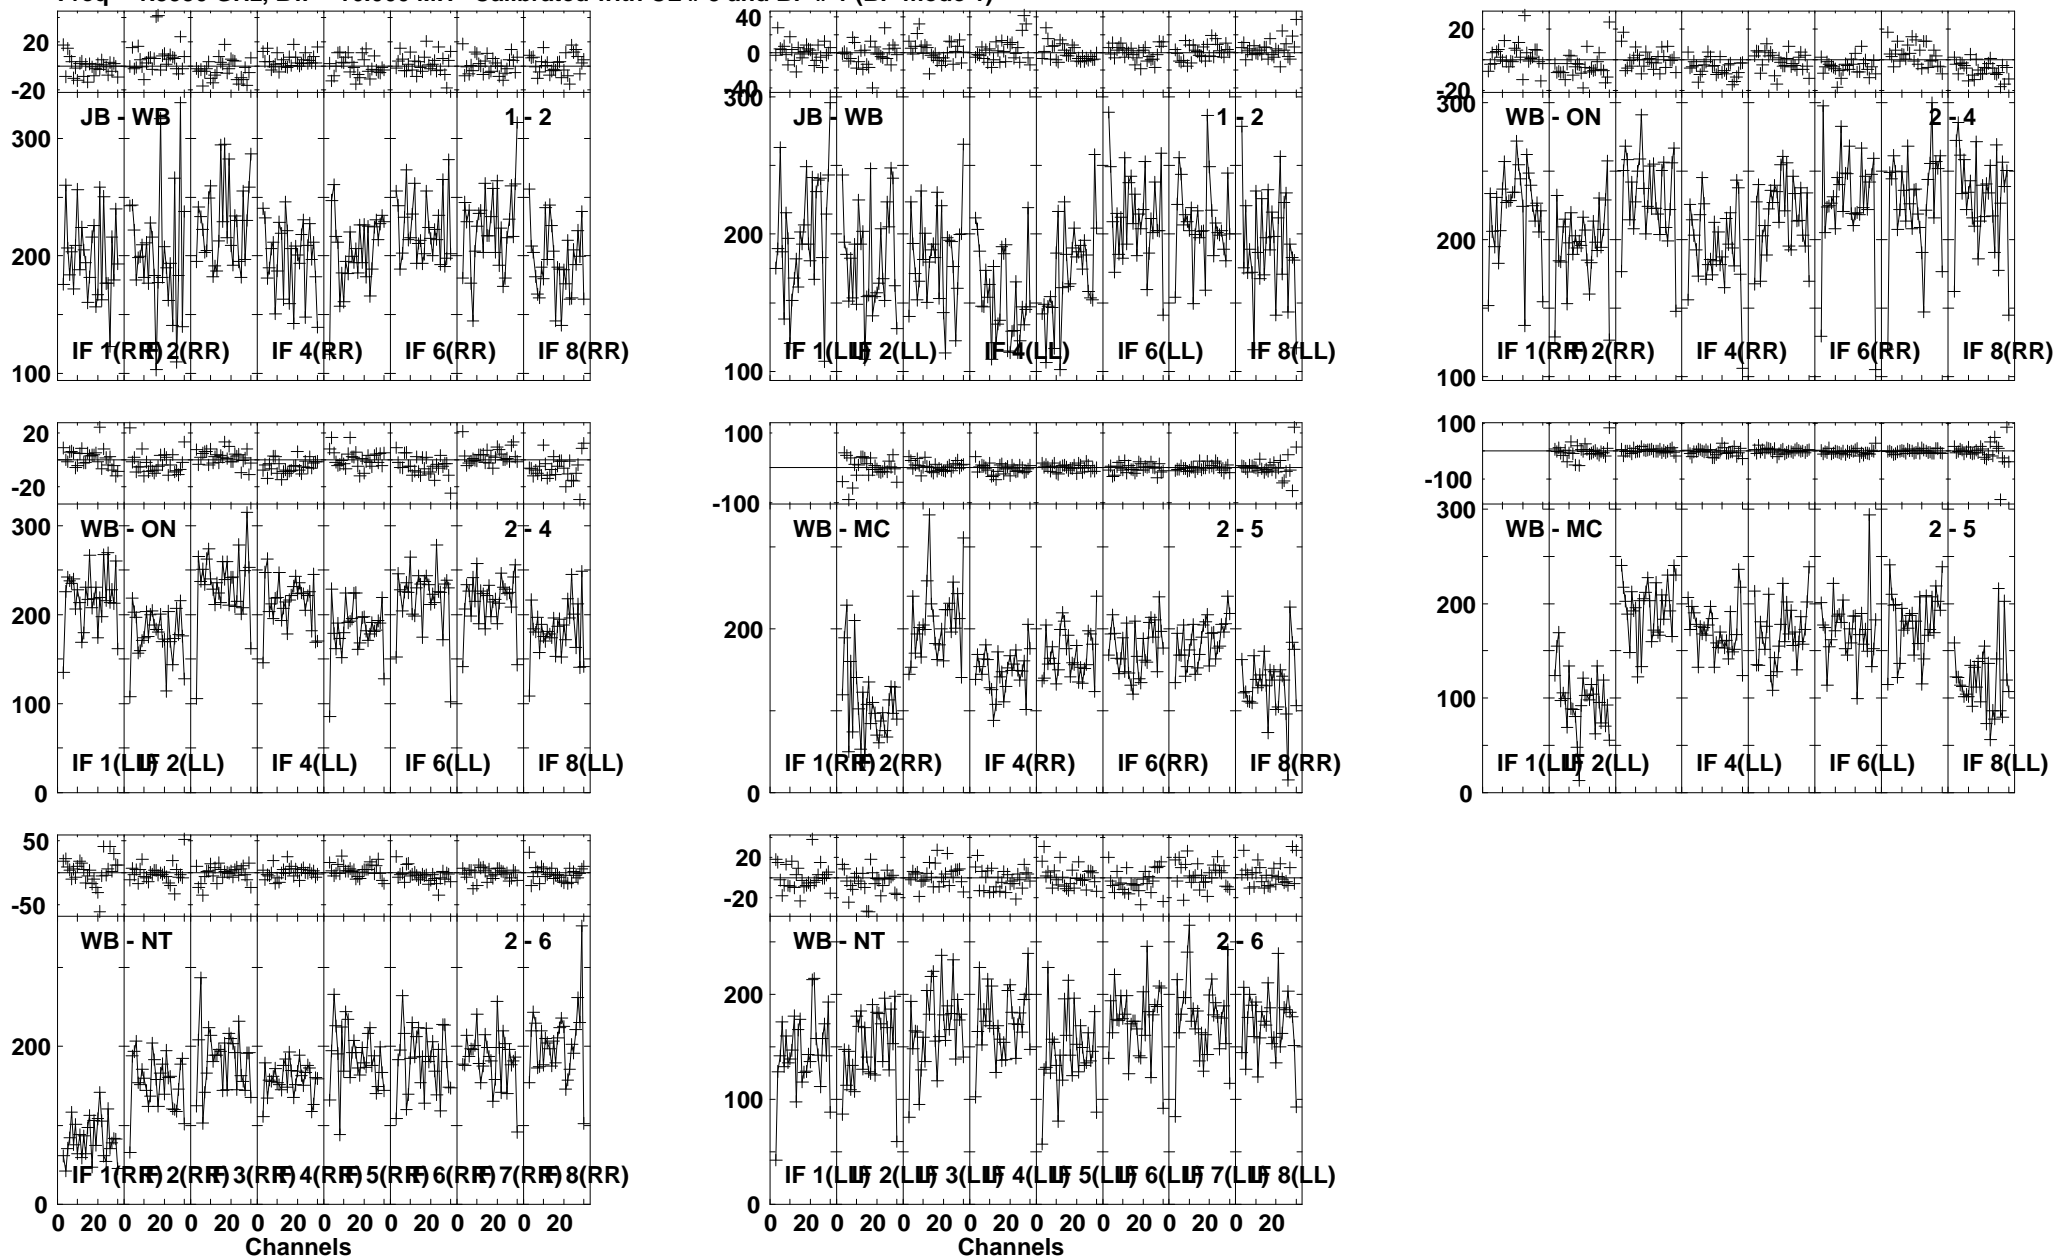 20 0 -20
JB - WB 1 - 2
300 200 100
IF 1(RR) IF 2(RR) IF 4(RR) IF 6(RR) IF 8(RR)
40 0 -40
JB - WB 1 - 2
300 200 100
IF 1(LL) IF 2(LL) IF 4(LL) IF 6(LL) IF 8(LL)
20 -20
WB - ON 2 - 4
300 200 100
IF 1(RR) IF 2(RR) IF 4(RR) IF 6(RR) IF 8(RR)
20 -20
WB - ON 2 - 4
300 200 100 0
IF 1(LL) IF 2(LL) IF 4(LL) IF 6(LL) IF 8(LL)
100 -100
WB - MC 2 - 5
200 0
IF 1(RR) IF 2(RR) IF 4(RR) IF 6(RR) IF 8(RR)
100 -100
WB - MC 2 - 5
300 200 100 0
IF 1(LL) IF 2(LL) IF 4(LL) IF 6(LL) IF 8(LL)
50 -50
WB - NT 2 - 6
200 0
IF 1(RR) IF 2(RR) IF 3(RR) IF 4(RR) IF 5(RR) IF 6(RR) IF 7(RR) IF 8(RR)
0 20 0 20 0 20 0 20 0 20 0 20 0 20 0 20
Channels
20 -20
WB - NT 2 - 6
200 100 0
IF 1(LL) IF 2(LL) IF 3(LL) IF 4(LL) IF 5(LL) IF 6(LL) IF 7(LL) IF 8(LL)
0 20 0 20 0 20 0 20 0 20 0 20 0 20 0 20
Channels